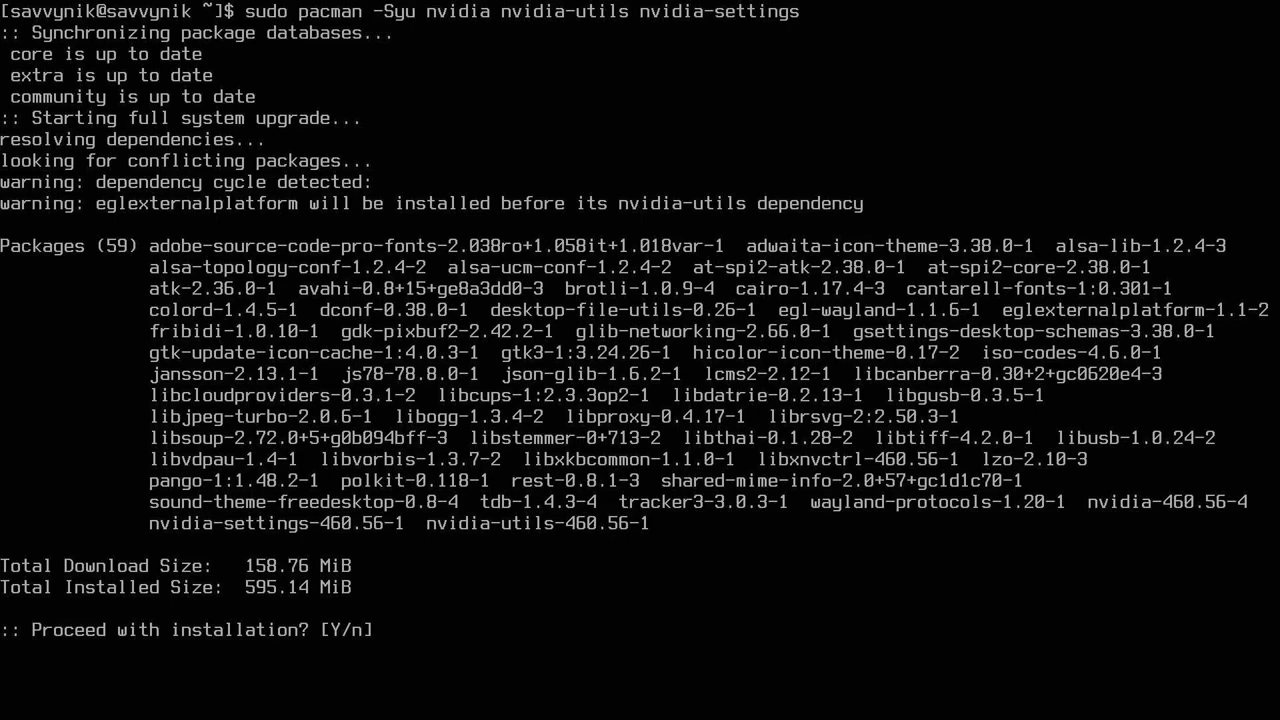 [savvynik@savvynik ~]$ sudo pacman -Syu nvidia nvidia-utils nvidia-settings
:: Synchronizing package databases...
core is up to date
extra is up to date
community is up to date
:: Starting full system upgrade...
resolving dependencies...
looking for conflicting packages...
warning: dependency cycle detected:
warning: eglexternalplatform will be installed before its nvidia-utils dependency
Packages (59) adobe-source-code-pro-fonts-2.038ro+1.058it+1.018var-1 adwaita-icon-theme-3.38.0-1 alsa-lib-1.2.4-3
alsa-topology-conf-1.2.4-2 alsa-ucm-conf-1.2.4-2 at-spi2-atk-2.38.0-1 at-spi2-core-2.38.0-1
atk-2.36.0-1 avahi-0.8+15+ge8a3dd0-3 brotli-1.0.9-4 cairo-1.17.4-3 cantarell-fonts-1:0.301-1
colord-1.4.5-1 dconf-0.38.0-1 desktop-file-utils-0.26-1 egl-wayland-1.1.6-1 eglexternalplatform-1.1-2
fribidi-1.0.10-1 gdk-pixbuf2-2.42.2-1 glib-networking-2.66.0-1 gsettings-desktop-schemas-3.38.0-1
gtk-update-icon-cache-1:4.0.3-1 gtk3-1:3.24.26-1 hicolor-icon-theme-0.17-2 iso-codes-4.6.0-1
jansson-2.13.1-1 js78-78.8.0-1 json-glib-1.6.2-1 lcms2-2.12-1 libcanberra-0.30+2+gc0620e4-3
libcloudproviders-0.3.1-2 libcups-1:2.3.3op2-1 libdatrie-0.2.13-1 libgusb-0.3.5-1
libjpeg-turbo-2.0.6-1 libogg-1.3.4-2 libproxy-0.4.17-1 librsvg-2:2.50.3-1
libsoup-2.72.0+5+g0b094bff-3 libstemmer-0+713-2 libthai-0.1.28-2 libtiff-4.2.0-1 libusb-1.0.24-2
libvdpau-1.4-1 libvorbis-1.3.7-2 libxkbcommon-1.1.0-1 libxnvctrl-460.56-1 lzo-2.10-3
pango-1:1.48.2-1 polkit-0.118-1 rest-0.8.1-3 shared-mime-info-2.0+57+gc1d1c70-1
sound-theme-freedesktop-0.8-4 tdb-1.4.3-4 tracker3-3.0.3-1 wayland-protocols-1.20-1 nvidia-460.56-4
nvidia-settings-460.56-1 nvidia-utils-460.56-1
Total Download Size: 158.76 MiB
Total Installed Size: 595.14 MiB
:: Proceed with installation? [Y/n]